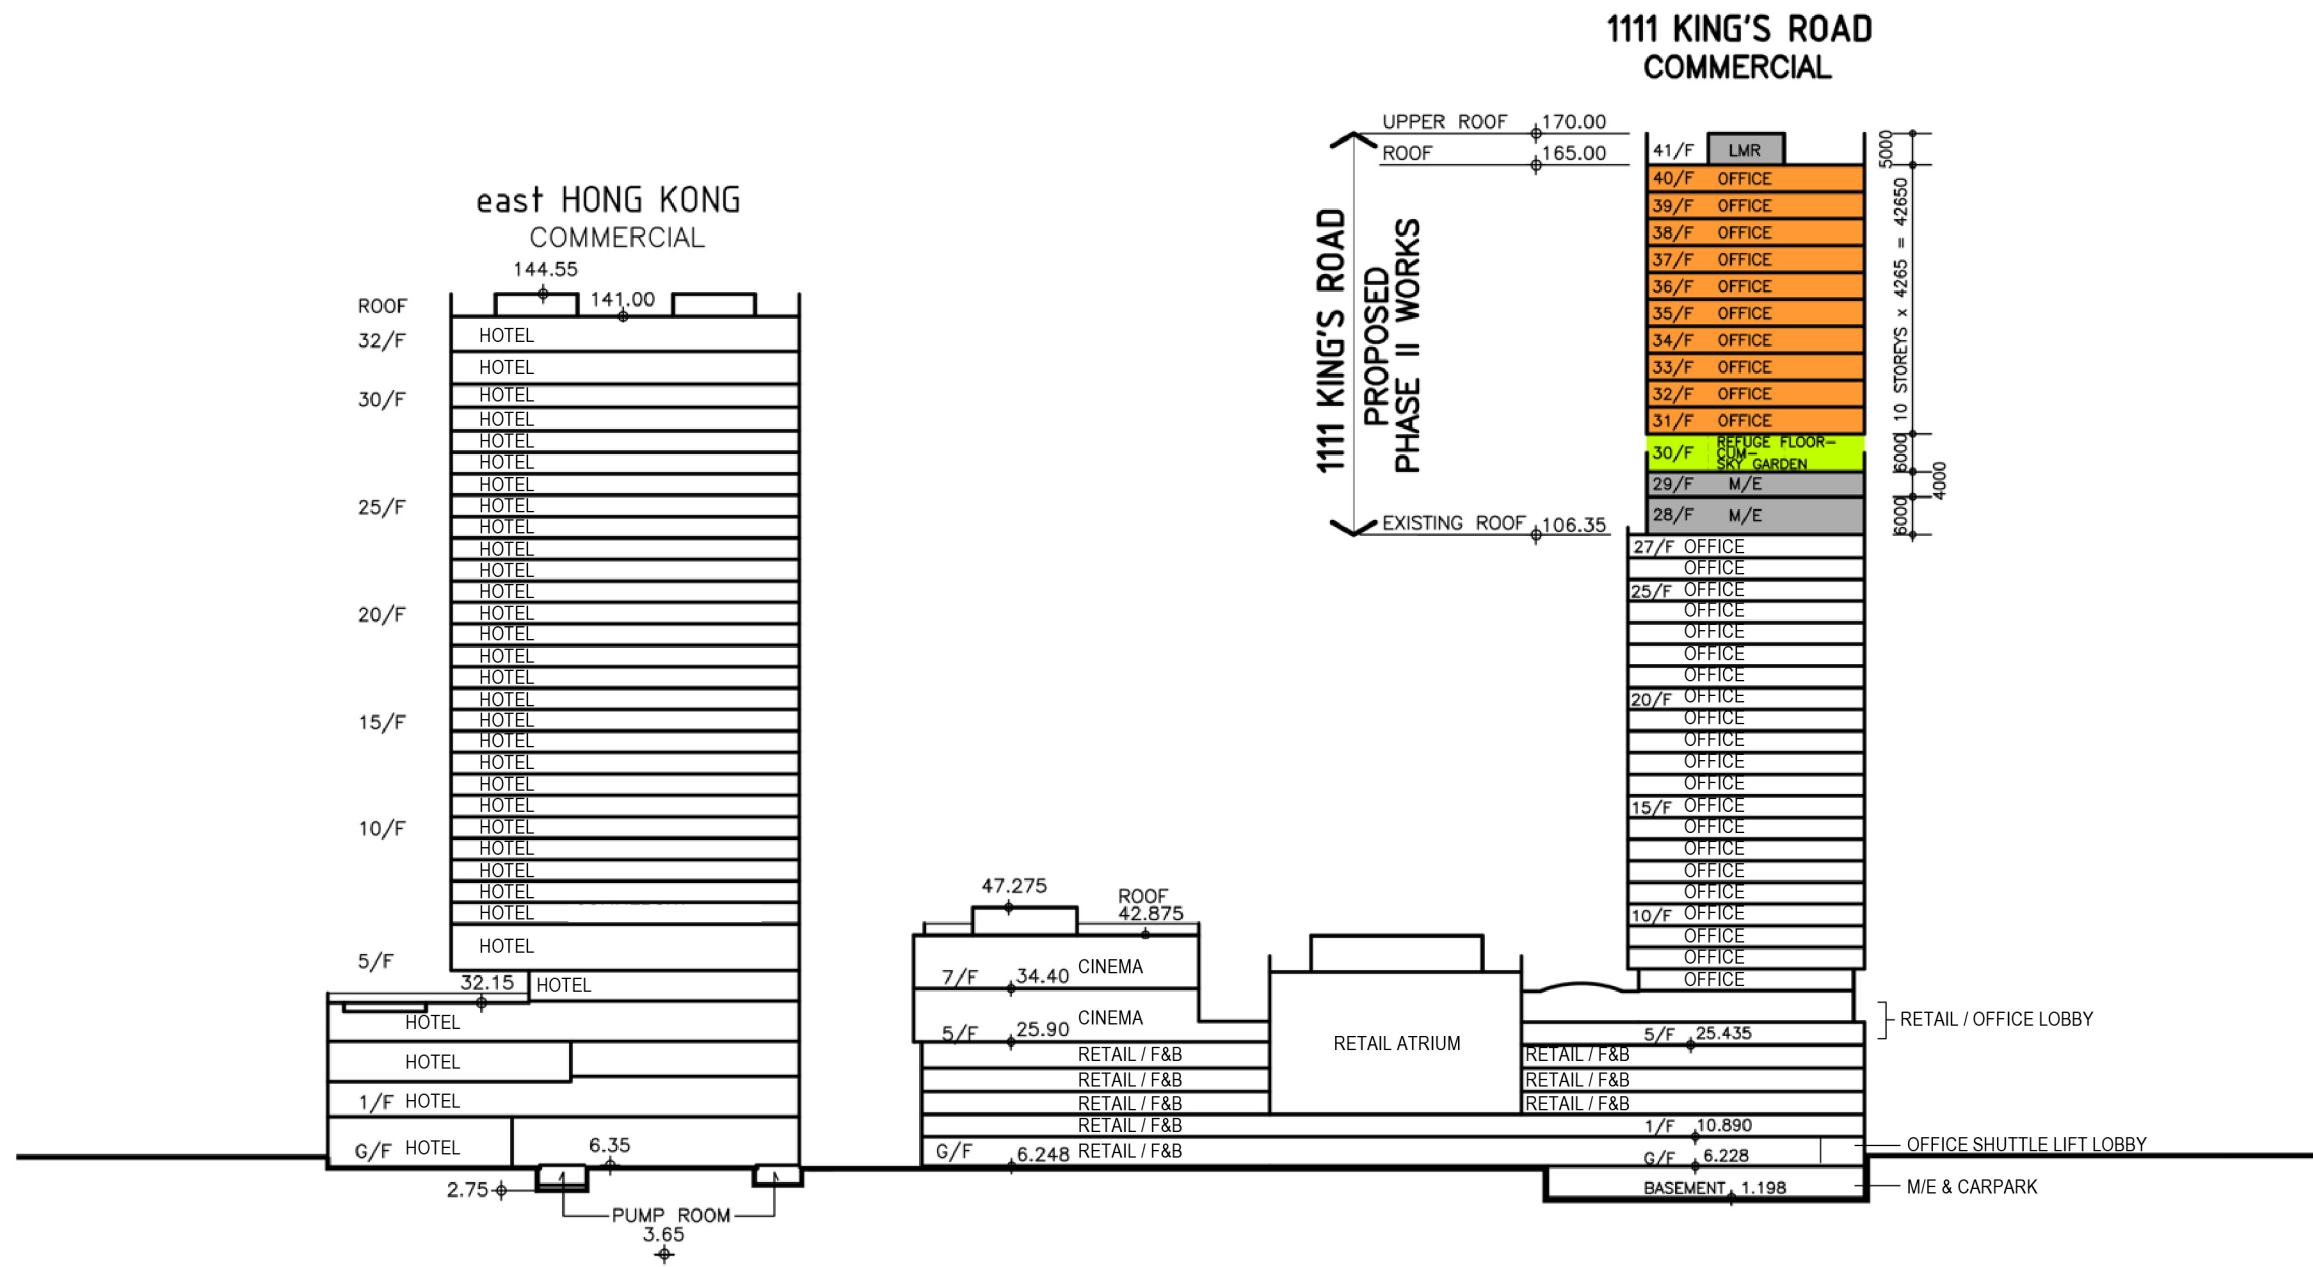 1111 KING'S ROAD
COMMERCIAL
UPPER ROOF 170.00
ROOF 165.00
EXISTING ROOF 106.35
1111 KING'S ROAD
PROPOSED
PHASE II WORKS
41/F LMR
40/F OFFICE
39/F OFFICE
38/F OFFICE
37/F OFFICE
36/F OFFICE
35/F OFFICE
34/F OFFICE
33/F OFFICE
32/F OFFICE
31/F OFFICE
30/F REFUGE FLOOR-
CUM-
SKY GARDEN
29/F M/E
28/F M/E
5000
10 STOREYS x 4265 = 42650
6000
4000
6000
27/F OFFICE
OFFICE
25/F OFFICE
OFFICE
OFFICE
OFFICE
OFFICE
20/F OFFICE
OFFICE
OFFICE
OFFICE
OFFICE
15/F OFFICE
OFFICE
OFFICE
OFFICE
OFFICE
10/F OFFICE
OFFICE
OFFICE
OFFICE
RETAIL / OFFICE LOBBY
5/F 25.435
RETAIL / F&B
RETAIL / F&B
RETAIL / F&B
1/F 10.890
OFFICE SHUTTLE LIFT LOBBY
G/F 6.228
BASEMENT 1.198
M/E & CARPARK
east HONG KONG
COMMERCIAL
144.55
141.00
ROOF
32/F HOTEL
HOTEL
30/F HOTEL
HOTEL
HOTEL
HOTEL
HOTEL
25/F HOTEL
HOTEL
HOTEL
HOTEL
HOTEL
20/F HOTEL
HOTEL
HOTEL
HOTEL
HOTEL
15/F HOTEL
HOTEL
HOTEL
HOTEL
HOTEL
10/F HOTEL
HOTEL
HOTEL
HOTEL
HOTEL
5/F HOTEL
32.15 HOTEL
HOTEL
HOTEL
1/F HOTEL
G/F HOTEL
6.35
2.75
PUMP ROOM
3.65
47.275
ROOF
42.875
CINEMA
7/F 34.40
CINEMA
5/F 25.90
RETAIL / F&B
RETAIL / F&B
RETAIL / F&B
RETAIL / F&B
G/F 6.248 RETAIL / F&B
RETAIL ATRIUM